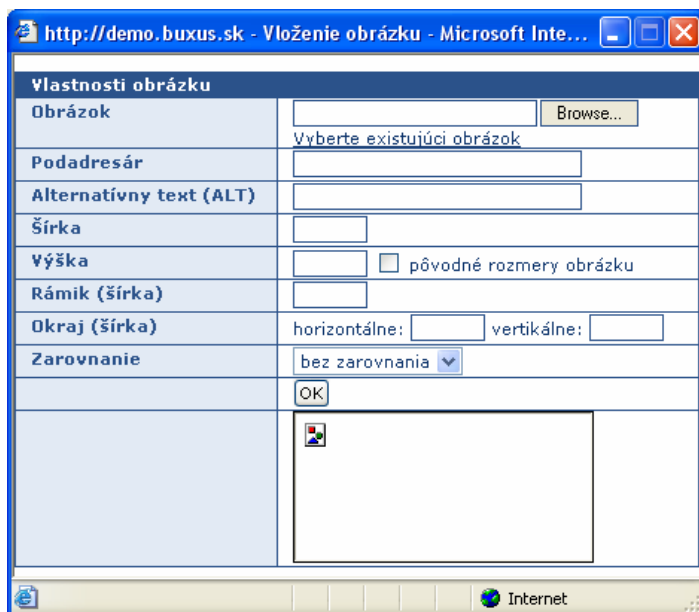 http://demo.buxus.sk - Vloženie obrázku - Microsoft Inte...
Vlastnosti obrázku
Obrázok
Browse...
Vyberte existujúci obrázok
Podadresár
Alternatívny text (ALT)
Šírka
Výška
pôvodné rozmery obrázku
Rámik (šírka)
Okraj (šírka)
horizontálne:
vertikálne:
Zarovnanie
bez zarovnania
OK
Internet